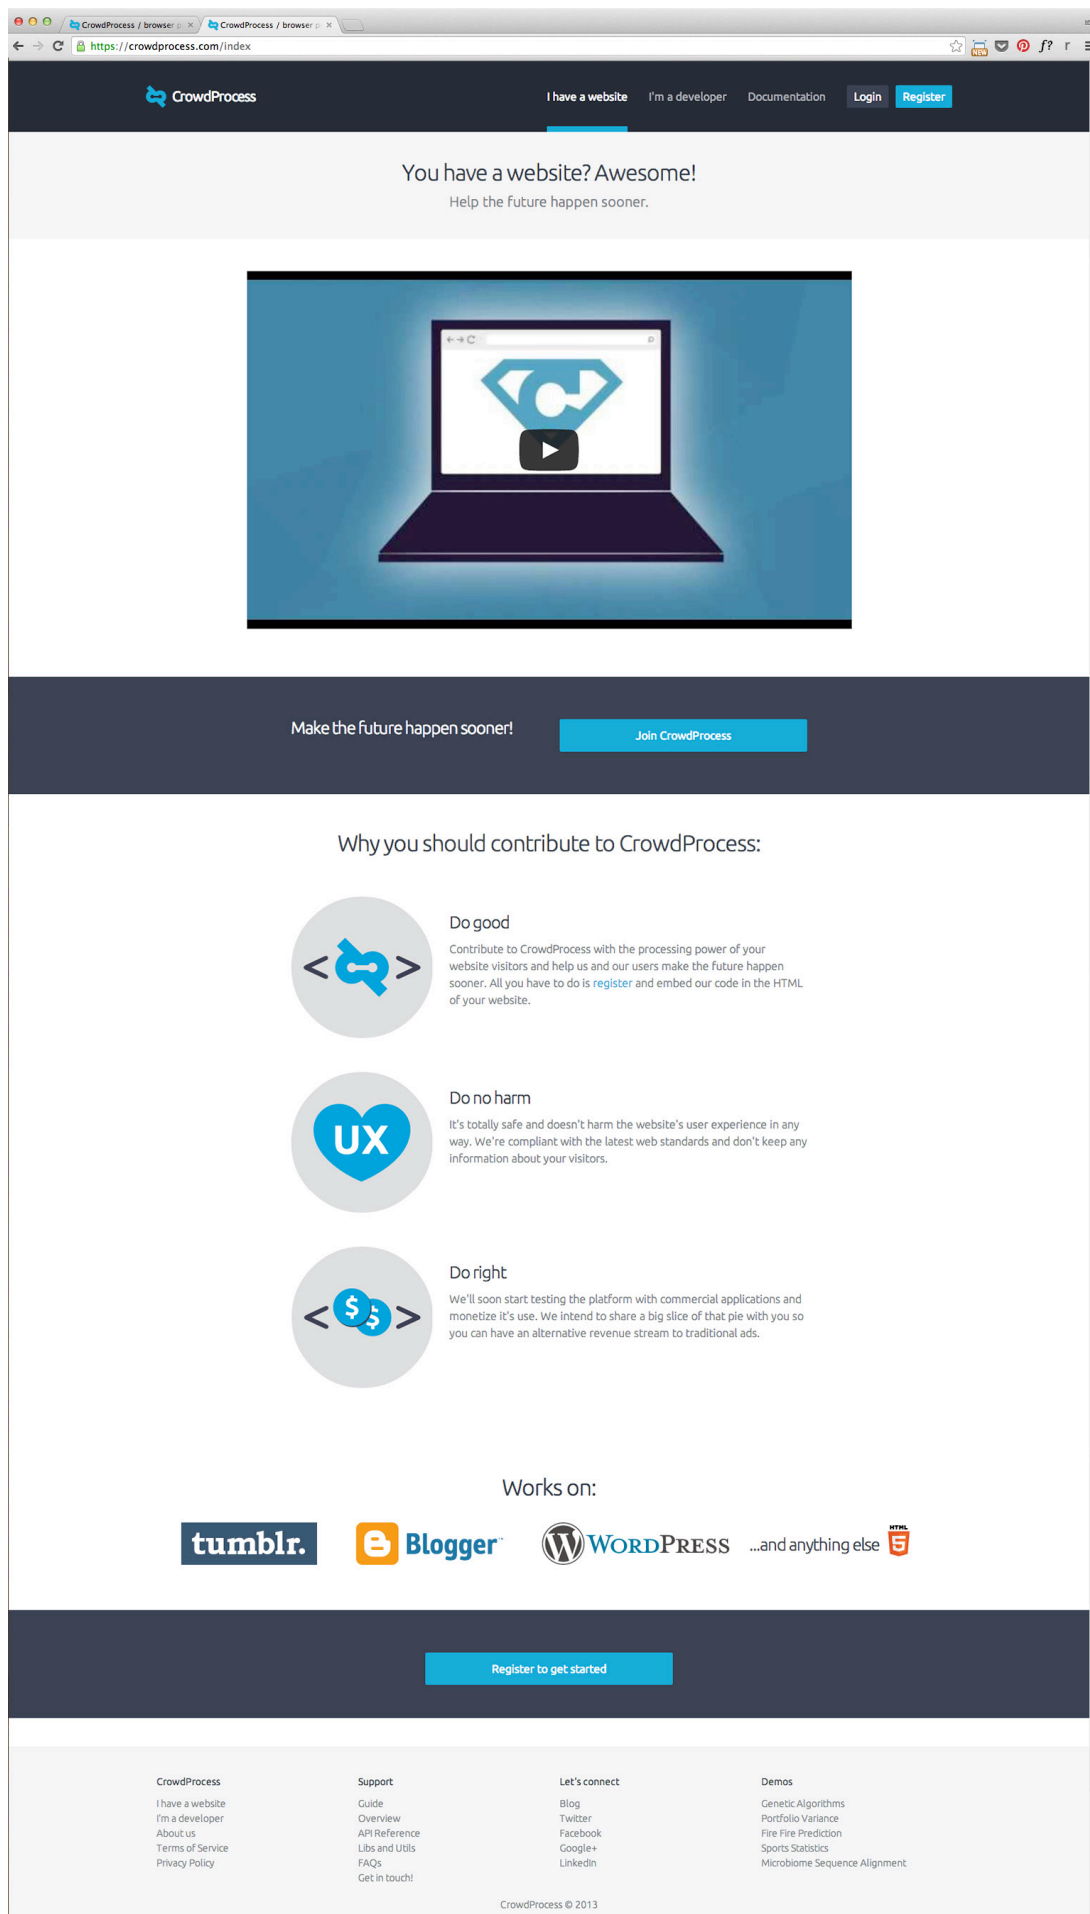 CrowdProcess / browser p
CrowdProcess / browser p
https://crowdprocess.com/index
NEW
f?
r
CrowdProcess
I have a website
I'm a developer
Documentation
Login
Register
You have a website? Awesome!
Help the future happen sooner.
Make the future happen sooner!
Join CrowdProcess
Why you should contribute to CrowdProcess:
Do good
Contribute to CrowdProcess with the processing power of your
website visitors and help us and our users make the future happen
sooner. All you have to do is register and embed our code in the HTML
of your website.
UX
Do no harm
It's totally safe and doesn't harm the website's user experience in any
way. We're compliant with the latest web standards and don't keep any
information about your visitors.
$ $
Do right
We'll soon start testing the platform with commercial applications and
monetize it's use. We intend to share a big slice of that pie with you so
you can have an alternative revenue stream to traditional ads.
Works on:
tumblr.
Blogger™
WORDPRESS
...and anything else
HTML
5
Register to get started
CrowdProcess
I have a website
I'm a developer
About us
Terms of Service
Privacy Policy
Support
Guide
Overview
API Reference
Libs and Utils
FAQs
Get in touch!
Let's connect
Blog
Twitter
Facebook
Google+
LinkedIn
Demos
Genetic Algorithms
Portfolio Variance
Fire Fire Prediction
Sports Statistics
Microbiome Sequence Alignment
CrowdProcess © 2013